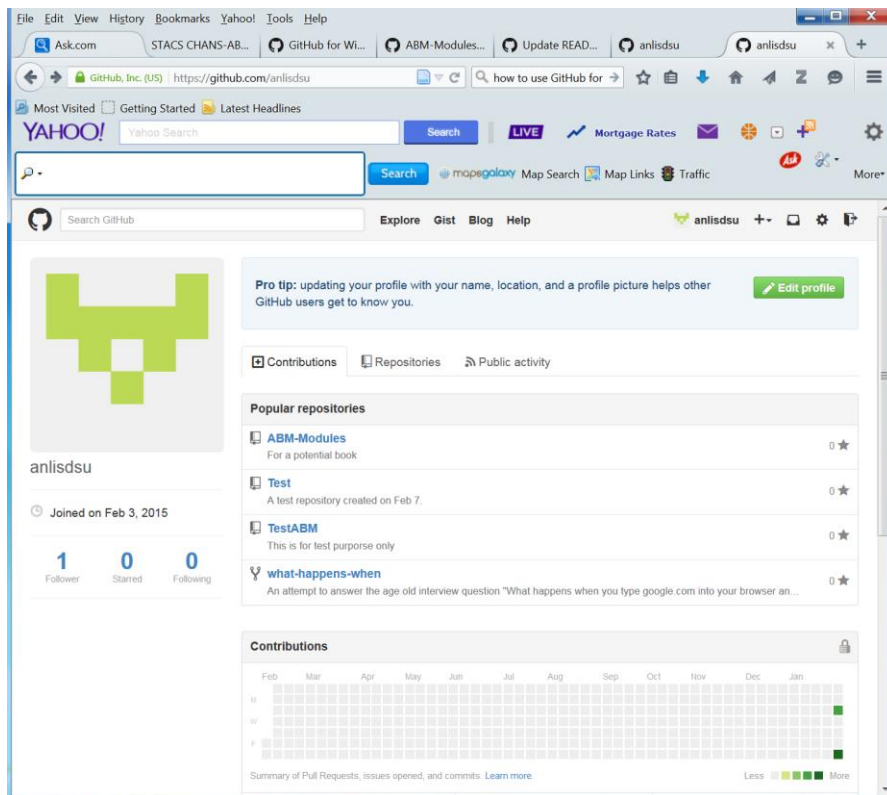 File Edit View History Bookmarks Yahoo! Tools Help
Ask.com STACS CHANS-AB... GitHub for Wi... ABM-Modules... Update READ... anlisdsu anlisdsu × +
GitHub, Inc. (US) https://github.com/anlisdsu how to use GitHub for
Most Visited Getting Started Latest Headlines
YAHOO! Yahoo Search Search LIVE Mortgage Rates
Search mapsgalaxy Map Search Map Links Traffic Ask More
Search GitHub Explore Gist Blog Help anlisdsu
Pro tip: updating your profile with your name, location, and a profile picture helps other
GitHub users get to know you.
Edit profile
Contributions Repositories Public activity
Popular repositories
ABM-Modules
For a potential book
0
Test
A test repository created on Feb 7.
0
TestABM
This is for test purporse only
0
what-happens-when
An attempt to answer the age old interview question "What happens when you type google.com into your browser an...
0
anlisdsu
Joined on Feb 3, 2015
1 0 0
Follower Starred Following
Contributions
Feb Mar Apr May Jun Jul Aug Sep Oct Nov Dec Jan
M
W
F
Summary of Pull Requests, issues opened, and commits. Learn more. Less More